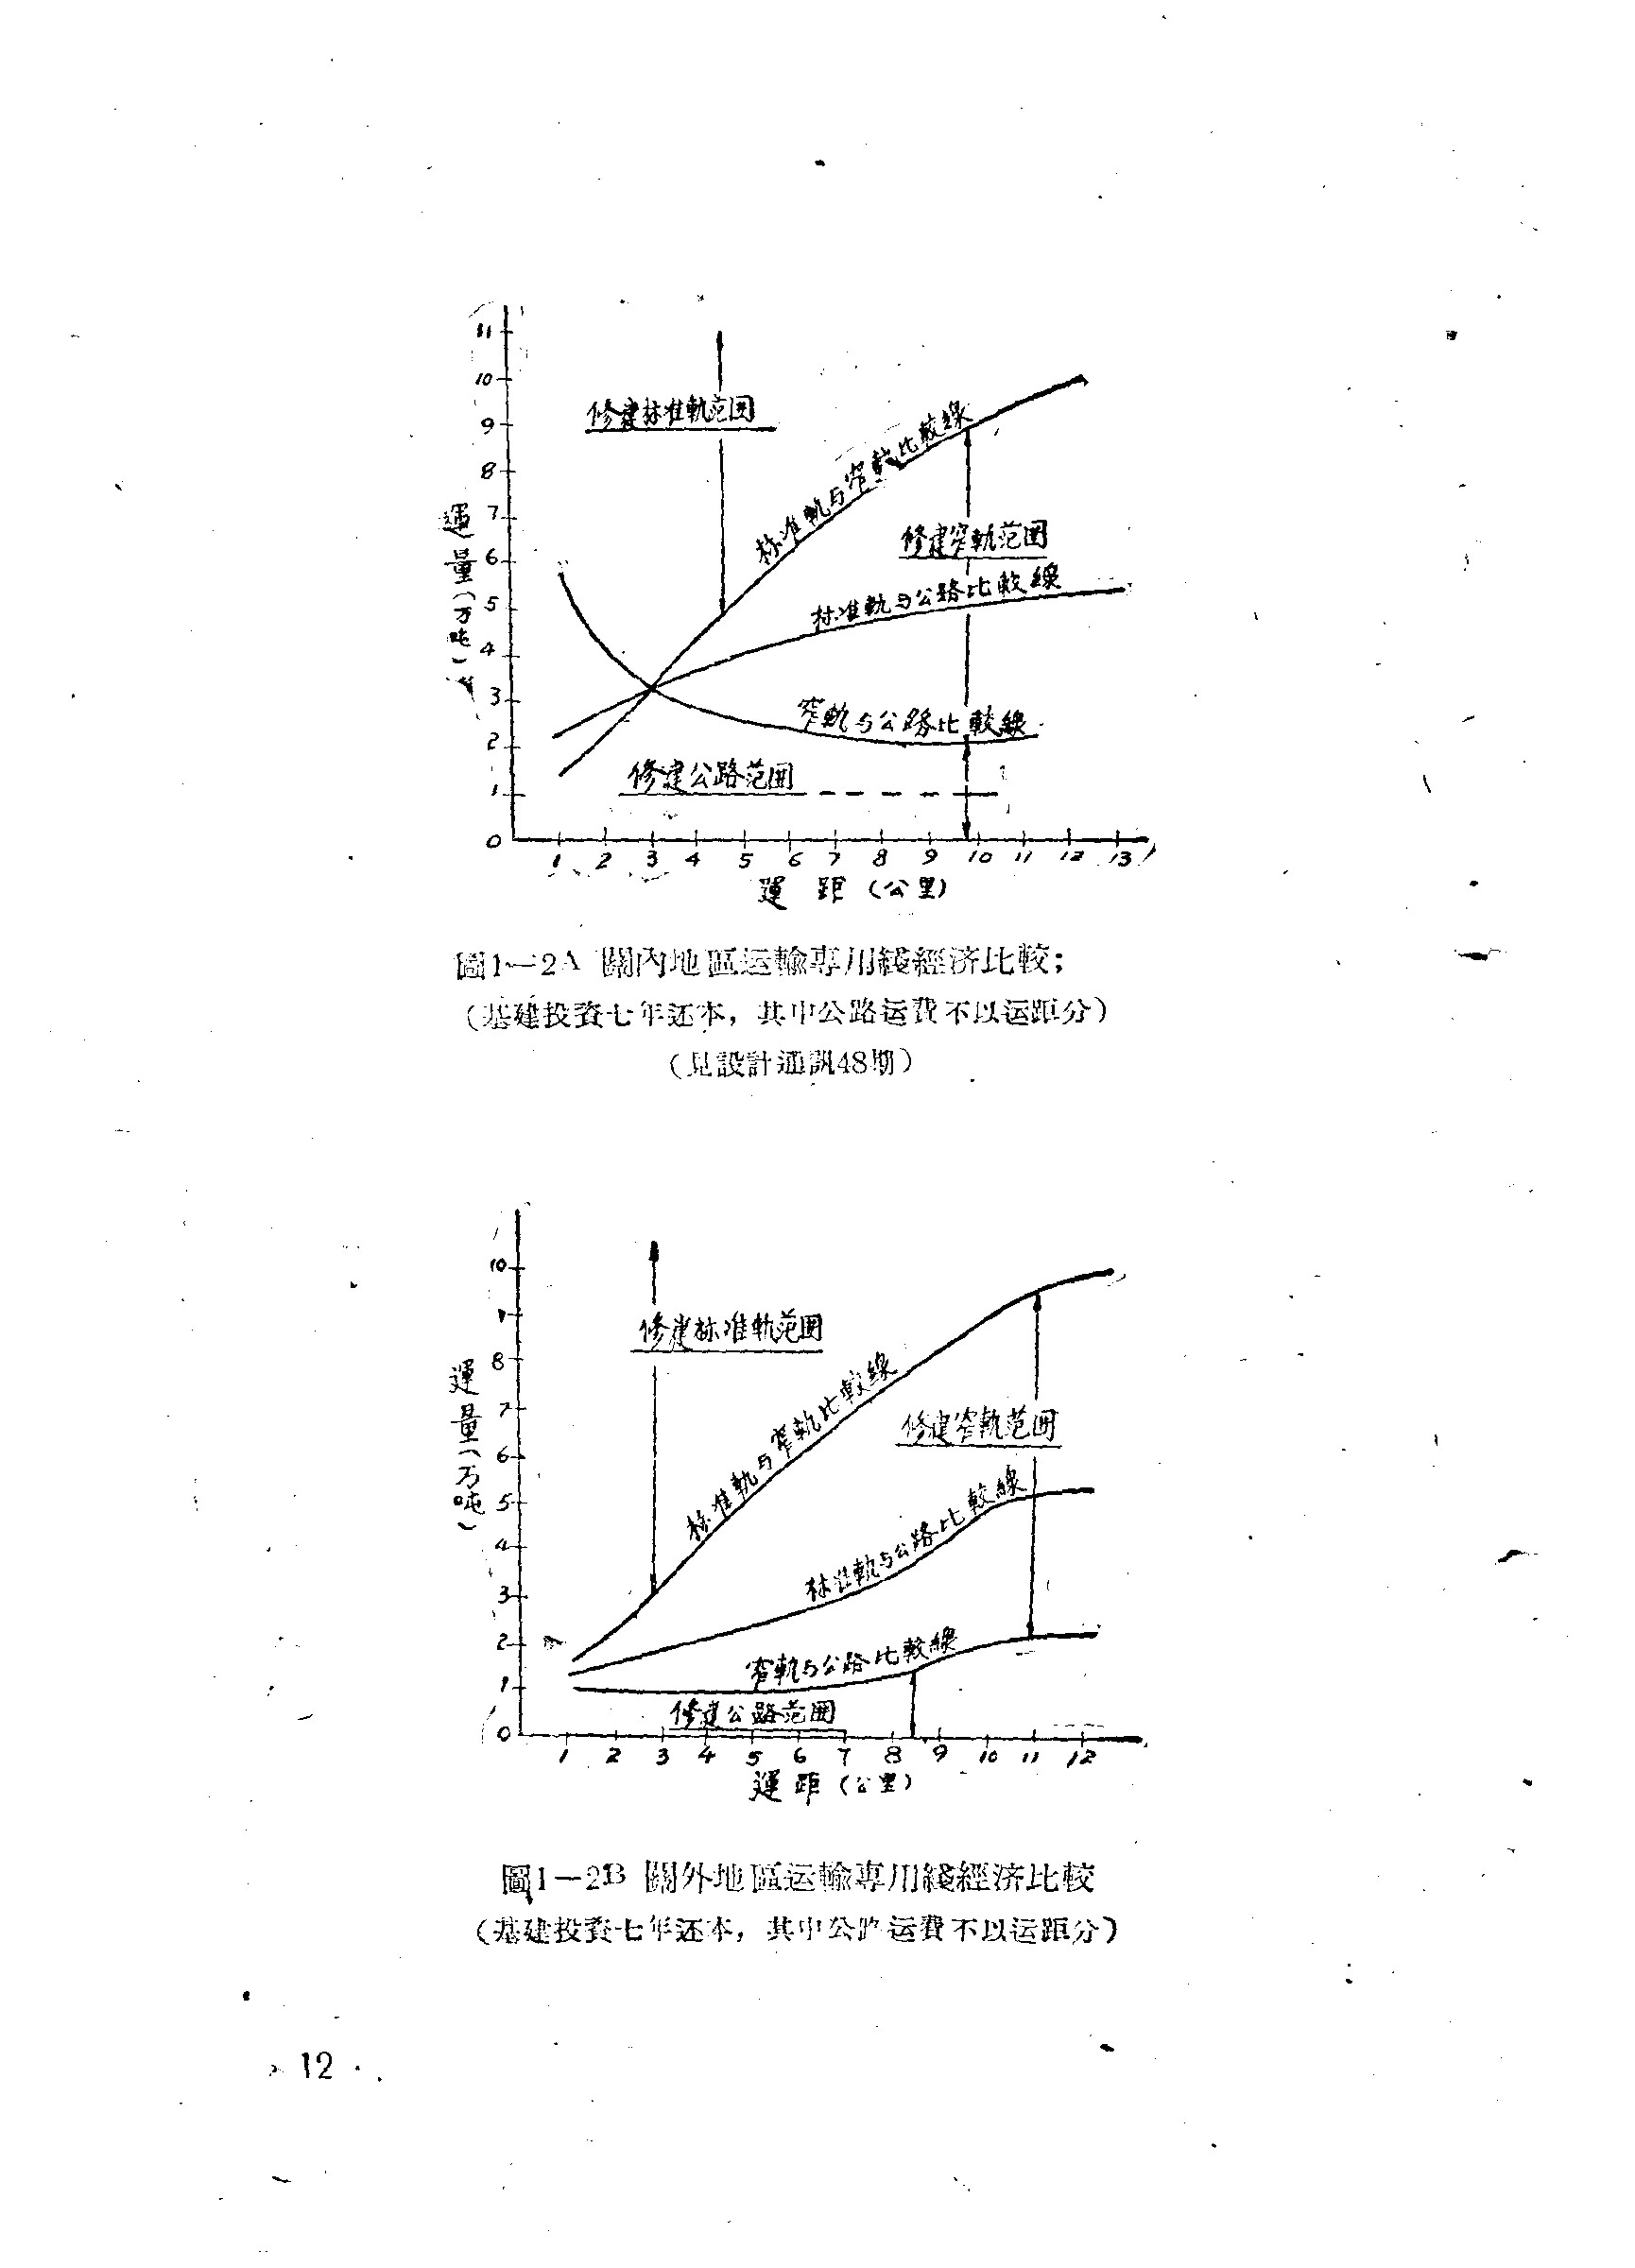 11
10
9
8
7
6
5
4
3
2
1
0
運量(万吨)
修建标准軌范囲
标准軌与窄軌比較線
修建窄軌范囲
标准軌与公路比較線
窄軌与公路比較線
修建公路范囲
1 2 3 4 5 6 7 8 9 10 11 12 13
運 距 (公里)
圖1—2A 關內地區运輸專用綫經济比較;
(基建投資七年还本, 其中公路运費不以运距分)
(見設計通訊48期)
10
8
7
6
5
4
3
2
1
0
運量(万吨)
修建标准軌范囲
标准軌与窄軌比較線
修建窄軌范囲
标准軌与公路比較線
窄軌与公路比較線
修建公路范囲
1 2 3 4 5 6 7 8 9 10 11 12
運 距 (公里)
圖1—2B 關外地區运輸專用綫經济比較
(基建投資七年还本, 其中公路运費不以运距分)
12